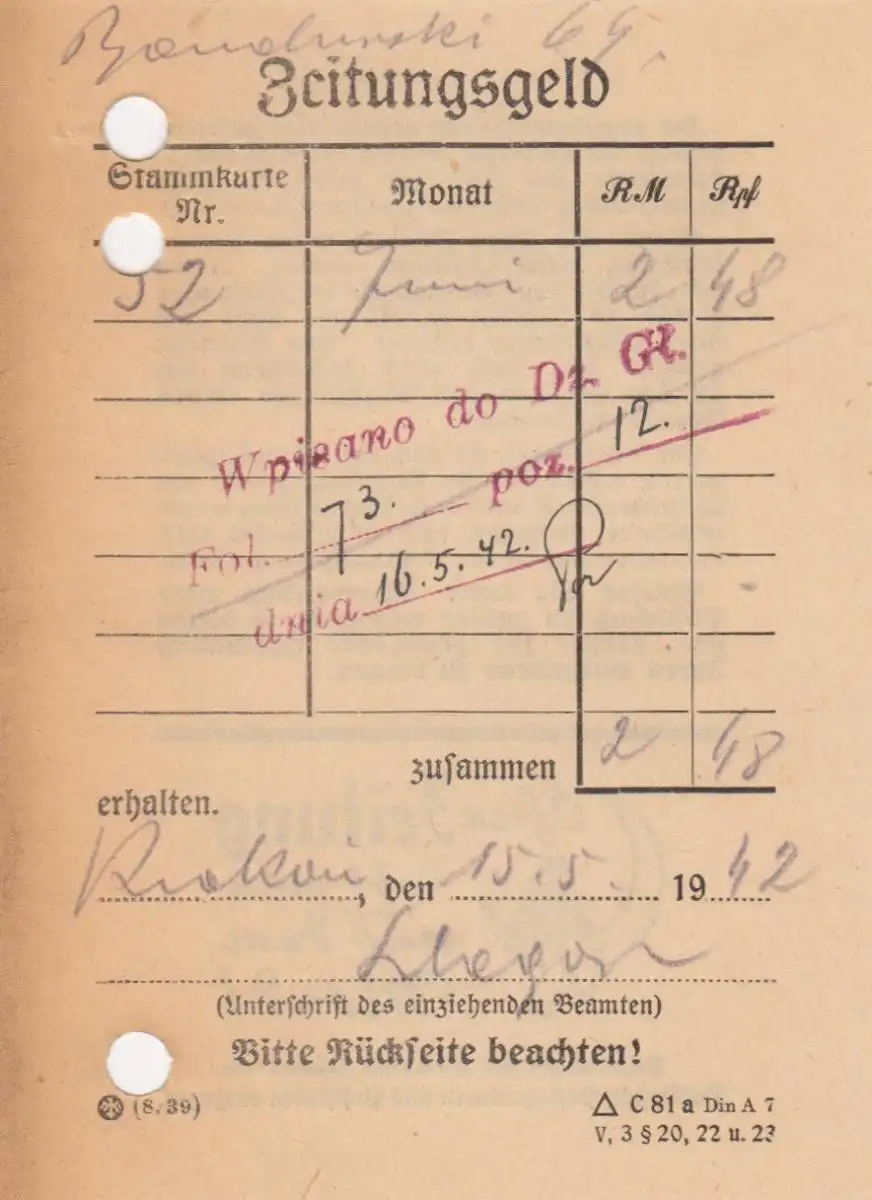 Bandurski 64.
Zeitungsgeld
Stammkarte Nr. Monat RM Rpf
52 Juni 2 48
Wpisano do Dz. Gł.
Fol. 73. poz. 12.
dnia 16.5.42.
zusammen 2 48
erhalten.
Krakau, den 15.5. 1942
(Unterschrift des einziehenden Beamten)
Bitte Rückseite beachten!
(8. 39) C 81 a Din A 7
V, 3 § 20, 22 u. 23